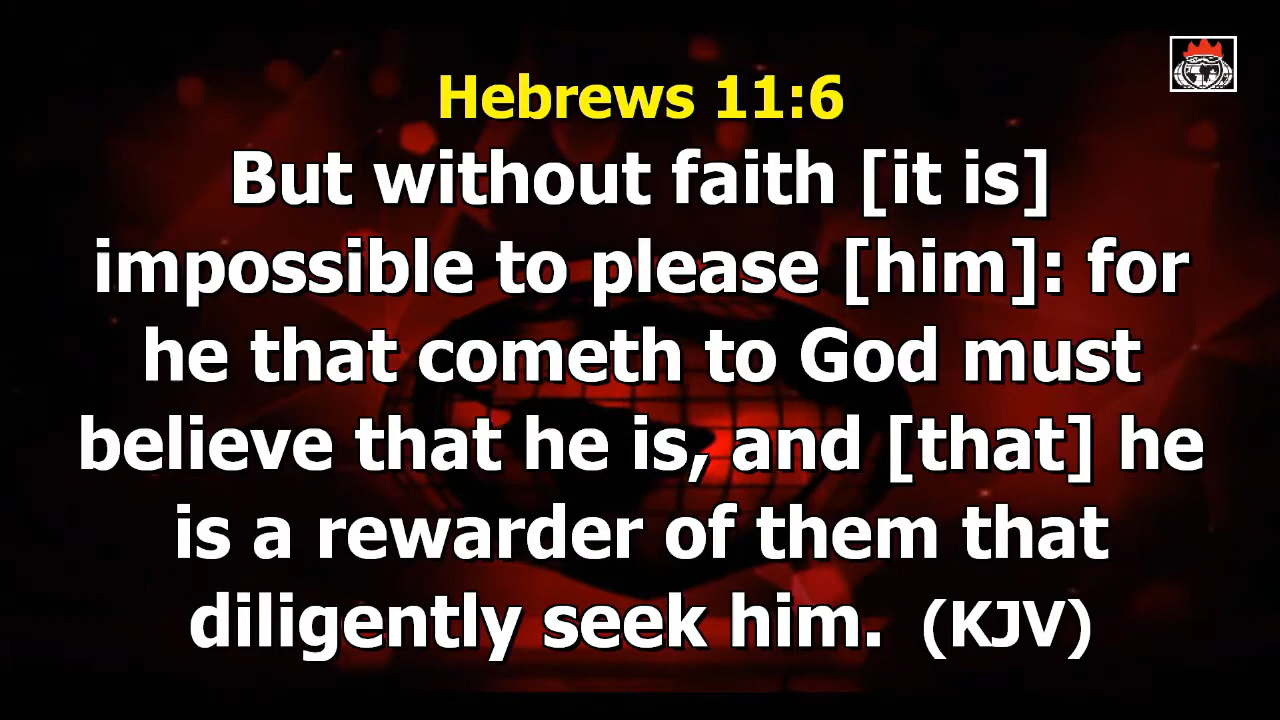 Hebrews 11:6
But without faith [it is]
impossible to please [him]: for
he that cometh to God must
believe that he is, and [that] he
is a rewarder of them that
diligently seek him. (KJV)